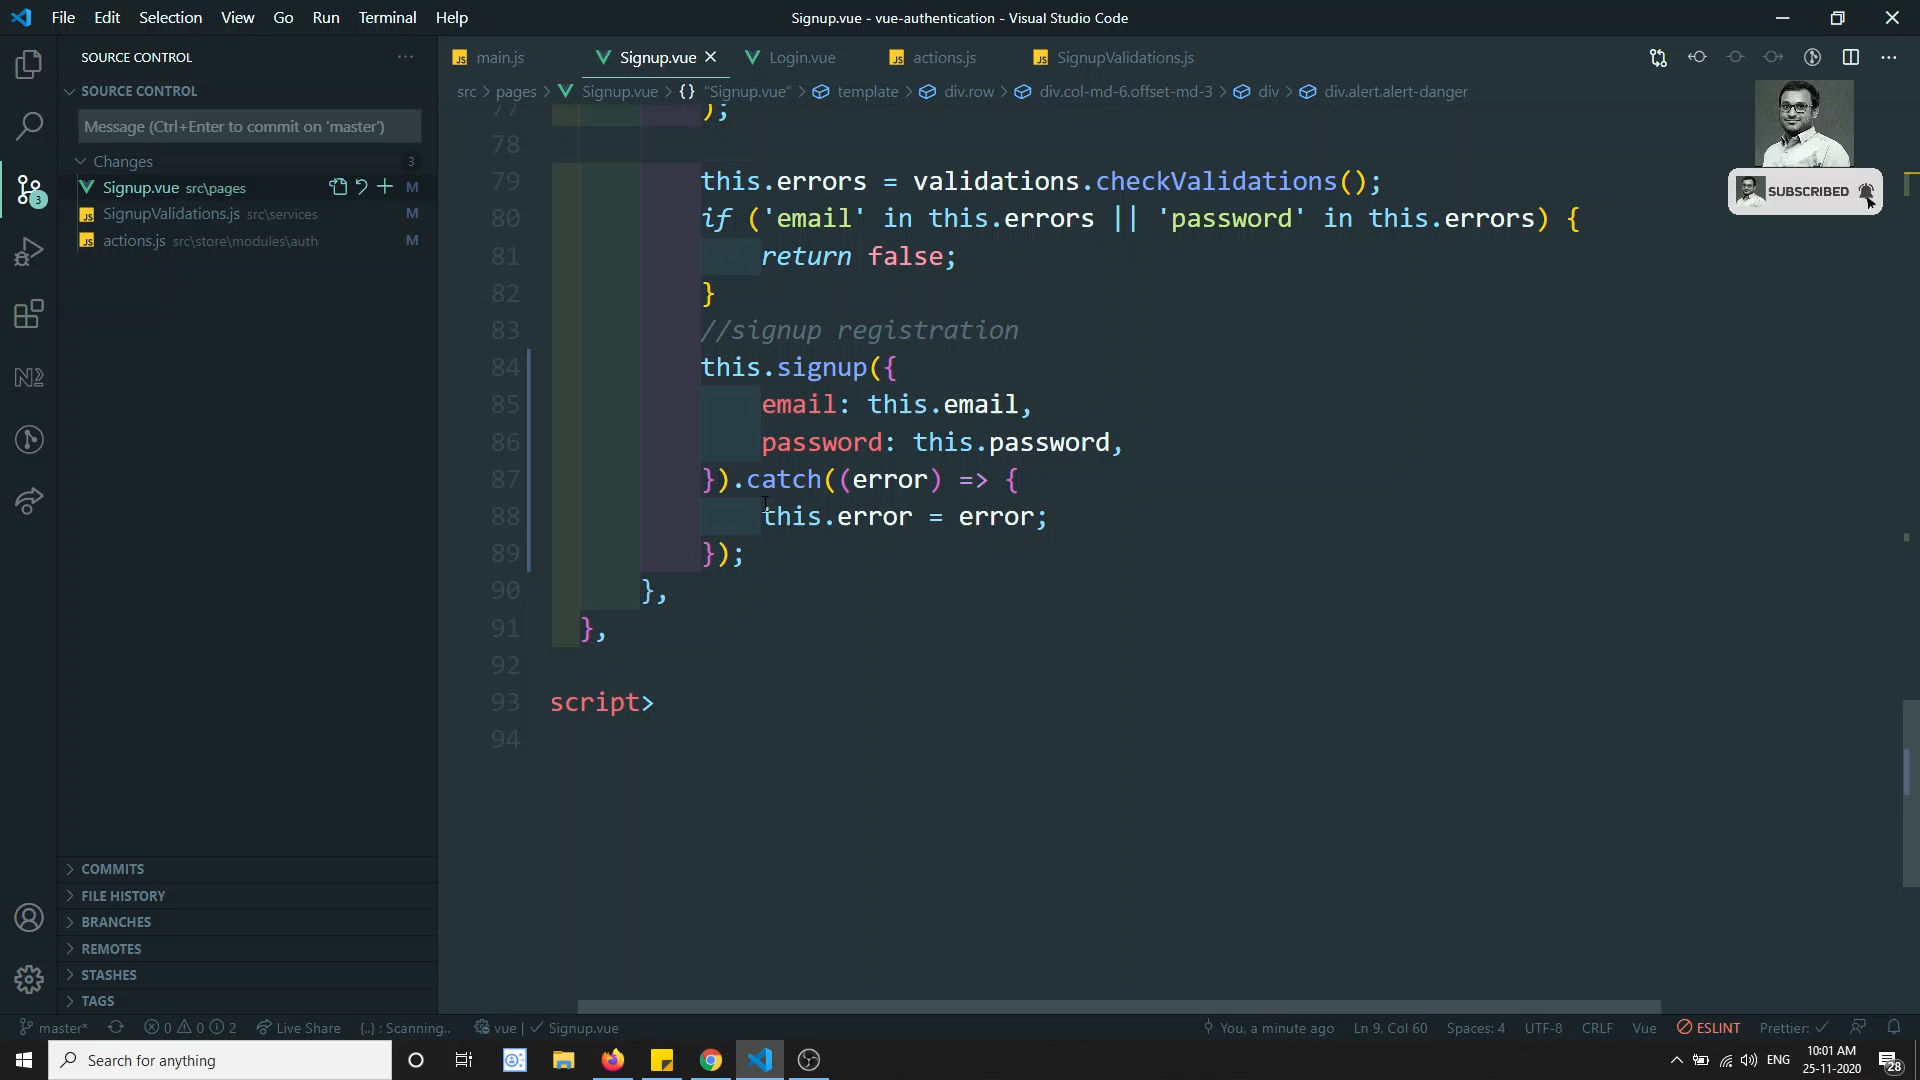 File Edit Selection View Go Run Terminal Help
Signup.vue - vue-authentication - Visual Studio Code
SOURCE CONTROL
main.js
Signup.vue
Login.vue
actions.js
SignupValidations.js
SOURCE CONTROL
src > pages > Signup.vue > {} "Signup.vue" > template > div.row > div.col-md-6.offset-md-3 > div > div.alert.alert-danger
Message (Ctrl+Enter to commit on 'master')
Changes 3
Signup.vue src\pages M
SignupValidations.js src\services M
actions.js src\store\modules\auth M
3
SUBSCRIBED
77 );
78
79 this.errors = validations.checkValidations();
80 if ('email' in this.errors || 'password' in this.errors) {
81 return false;
82 }
83 //signup registration
84 this.signup({
85 email: this.email,
86 password: this.password,
87 }).catch((error) => {
88 this.error = error;
89 });
90 },
91 },
92
93 script>
94
COMMITS
FILE HISTORY
BRANCHES
REMOTES
STASHES
TAGS
master* 0 0 2 Live Share {..} : Scanning.. vue | Signup.vue You, a minute ago Ln 9, Col 60 Spaces: 4 UTF-8 CRLF Vue ESLINT Prettier: ✓
Search for anything
ENG
10:01 AM
25-11-2020
28